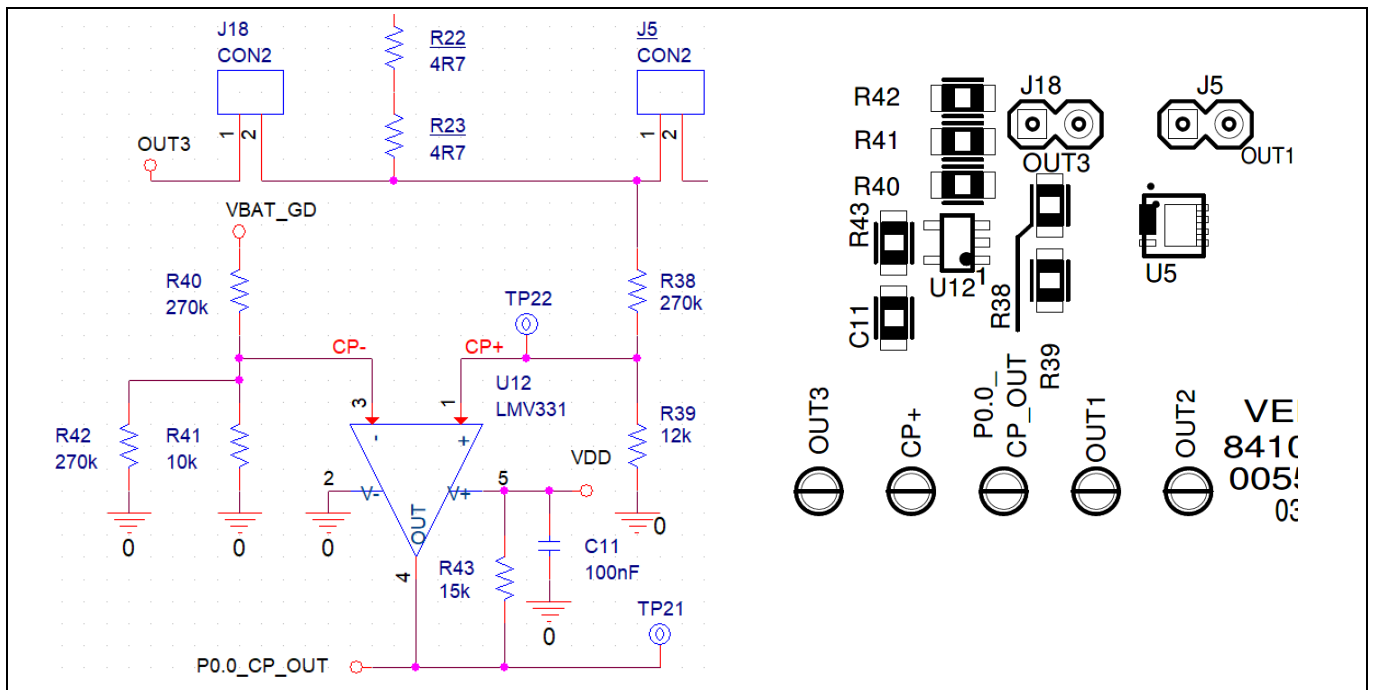 J18
CON2
1
2
OUT3
R22
4R7
R23
4R7
J5
CON2
1
2
VBAT_GD
R40
270k
R38
270k
TP22
CP-
CP+
U12
LMV331
3
1
-
+
R42
270k
R41
10k
R39
12k
VDD
2
V-
V+
5
OUT
4
R43
15k
C11
100nF
0
0
0
0
0
TP21
P0.0_CP_OUT
R42
R41
R40
R43
C11
U12
1
J18
OUT3
R38
R39
J5
OUT1
U5
OUT3
CP+
P0.0_
CP_OUT
OUT1
OUT2
VE
8410
005
03